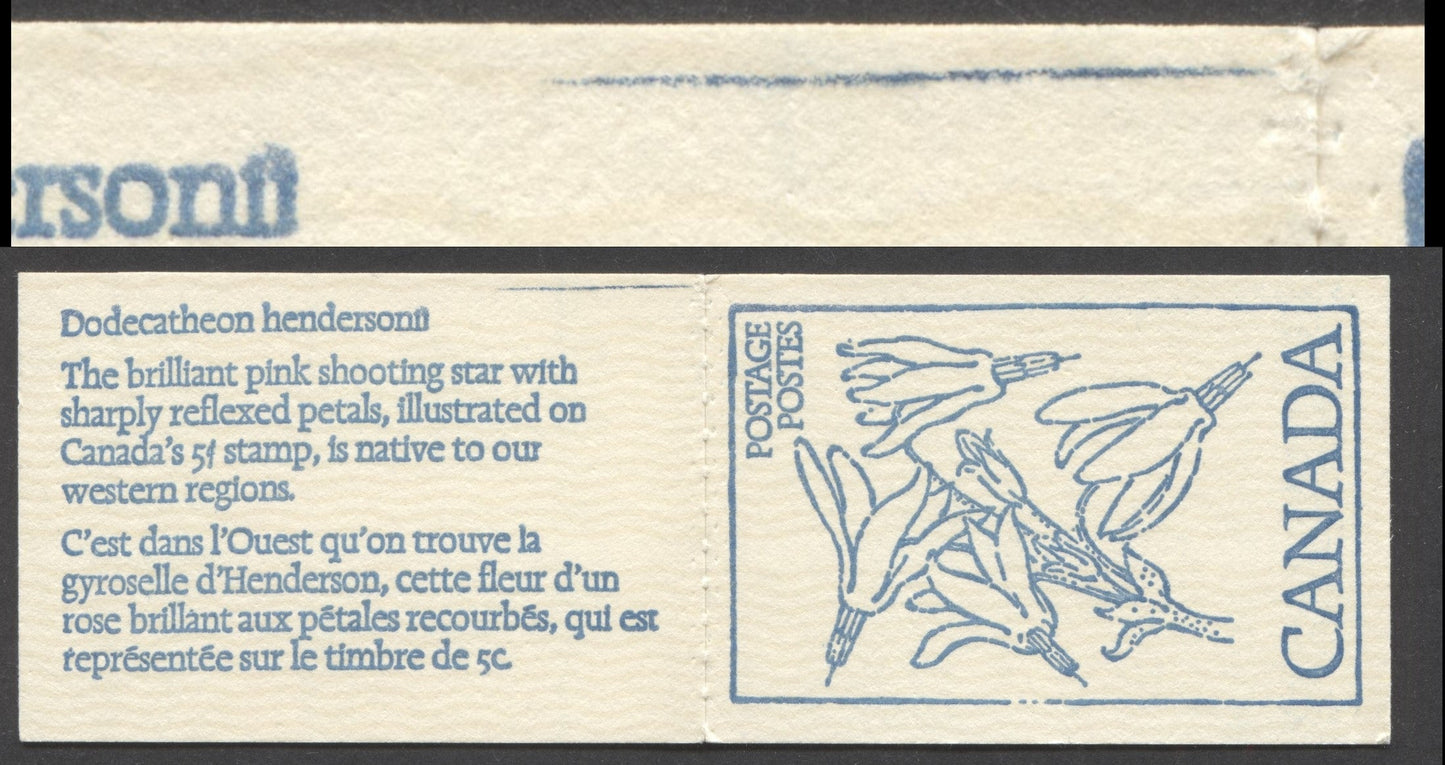 ersonii
Dodecatheon hendersonii
The brilliant pink shooting star with
sharply reflexed petals, illustrated on
Canada's 5¢ stamp, is native to our
western regions.
C'est dans l'Ouest qu'on trouve la
gyroselle d'Henderson, cette fleur d'un
rose brillant aux pétales recourbés, qui est
représentée sur le timbre de 5c.
POSTAGE
POSTES
CANADA